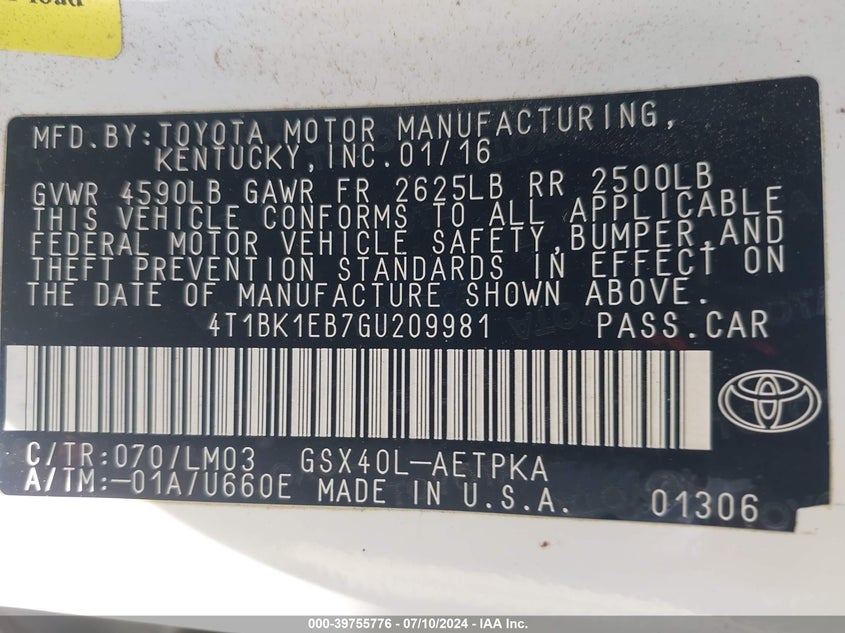 load
MFD.BY:TOYOTA MOTOR MANUFACTURING,
KENTUCKY,INC.01/16
GVWR 4590LB GAWR FR 2625LB RR 2500LB
THIS VEHICLE CONFORMS TO ALL APPLICABLE
FEDERAL MOTOR VEHICLE SAFETY,BUMPER,AND
THEFT PREVENTION STANDARDS IN EFFECT ON
THE DATE OF MANUFACTURE SHOWN ABOVE.
4T1BK1EB7GU209981 PASS.CAR
C/TR:070/LM03 GSX40L-AETPKA
A/TM:-01A/U660E MADE IN U.S.A. 01306
000-39755776 - 07/10/2024 - IAA Inc.